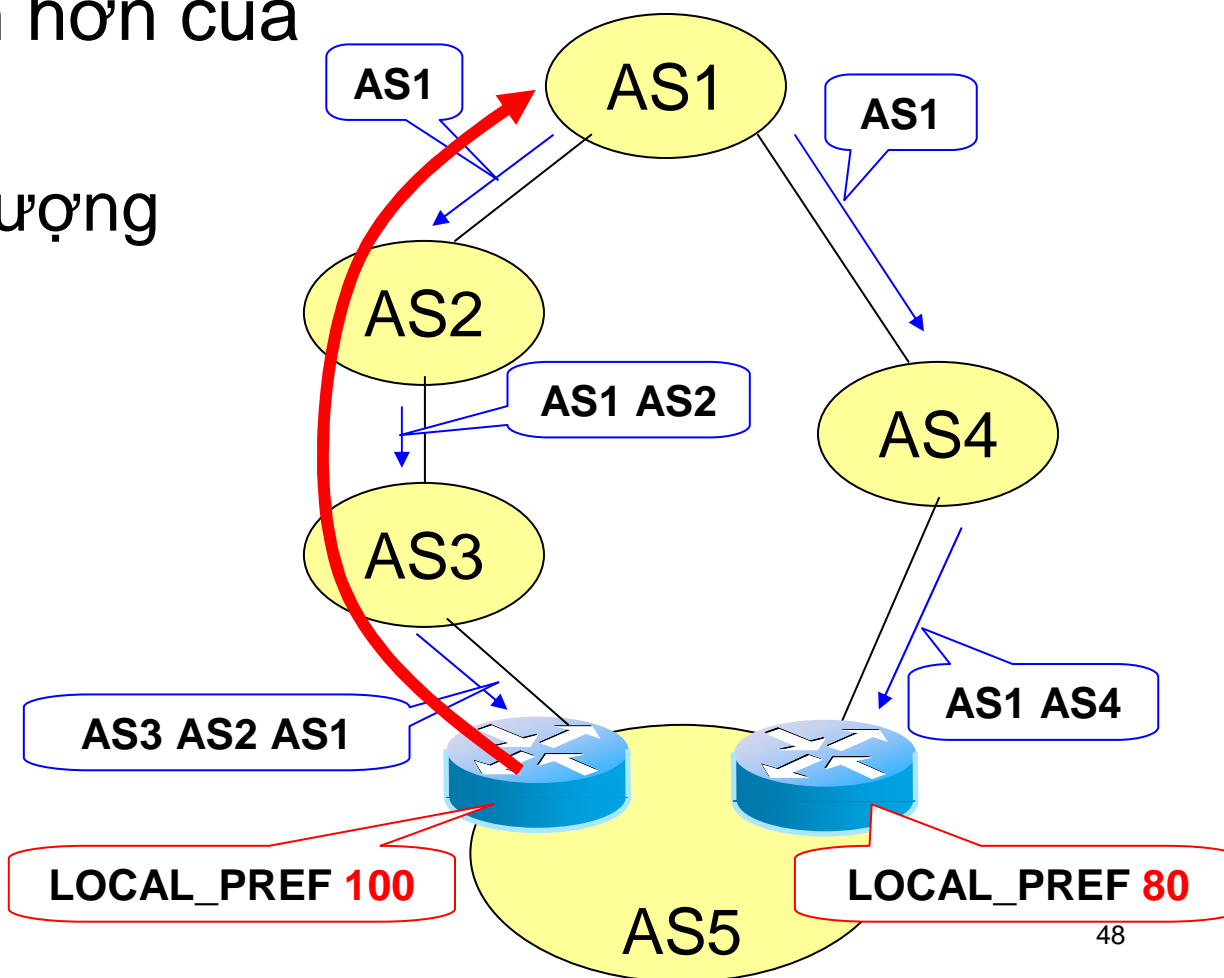 hơn của
AS1
AS1
AS1
ượng
AS2
AS1 AS2
AS4
AS3
AS3 AS2 AS1
AS1 AS4
LOCAL_PREF 100
LOCAL_PREF 80
AS5
48